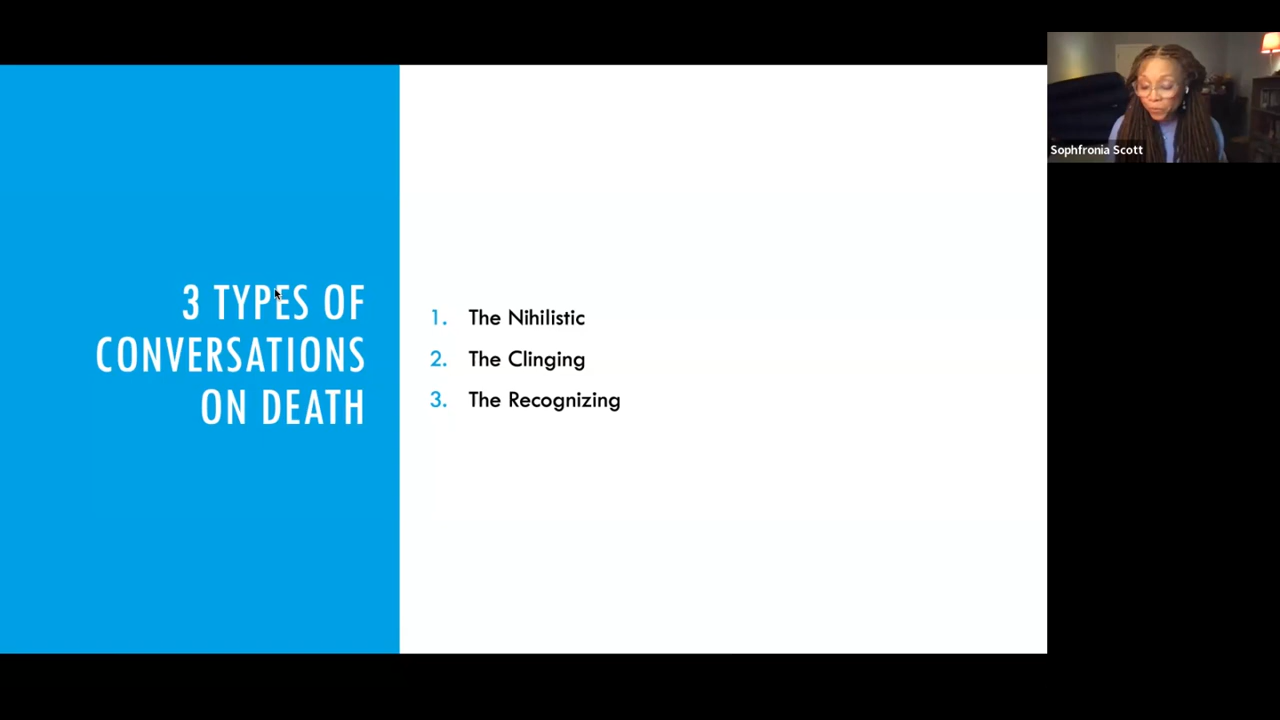 3 TYPES OF
CONVERSATIONS
ON DEATH
1. The Nihilistic
2. The Clinging
3. The Recognizing
Sophfronia Scott